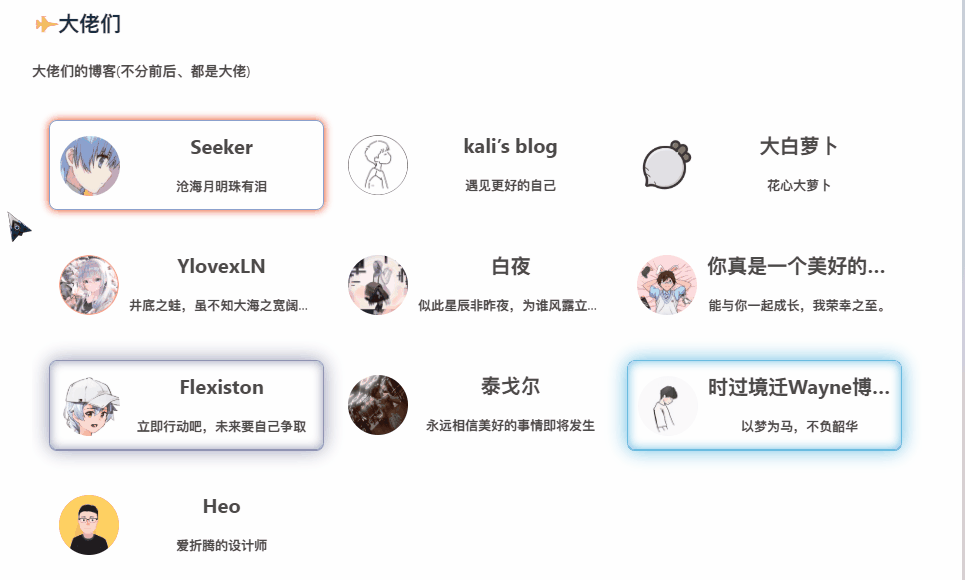 大佬们
大佬们的博客(不分前后、都是大佬)
Seeker
沧海月明珠有泪
kali's blog
遇见更好的自己
大白萝卜
花心大萝卜
YlovexLN
井底之蛙，虽不知大海之宽阔...
白夜
似此星辰非昨夜，为谁风露立...
你真是一个美好的...
能与你一起成长，我荣幸之至。
Flexiston
立即行动吧，未来要自己争取
泰戈尔
永远相信美好的事情即将发生
时过境迁Wayne博...
以梦为马，不负韶华
Heo
爱折腾的设计师